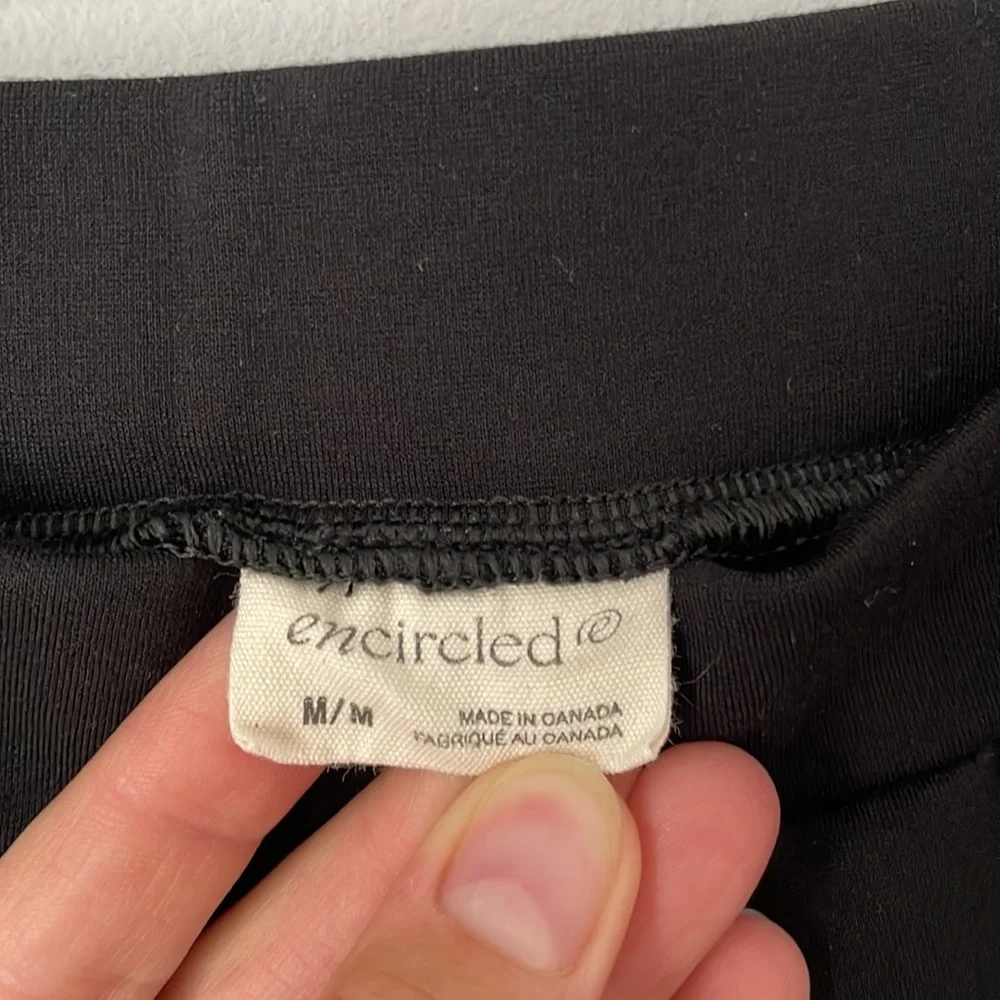 encircled
M/M
MADE IN CANADA
FABRIQUÉ AU CANADA